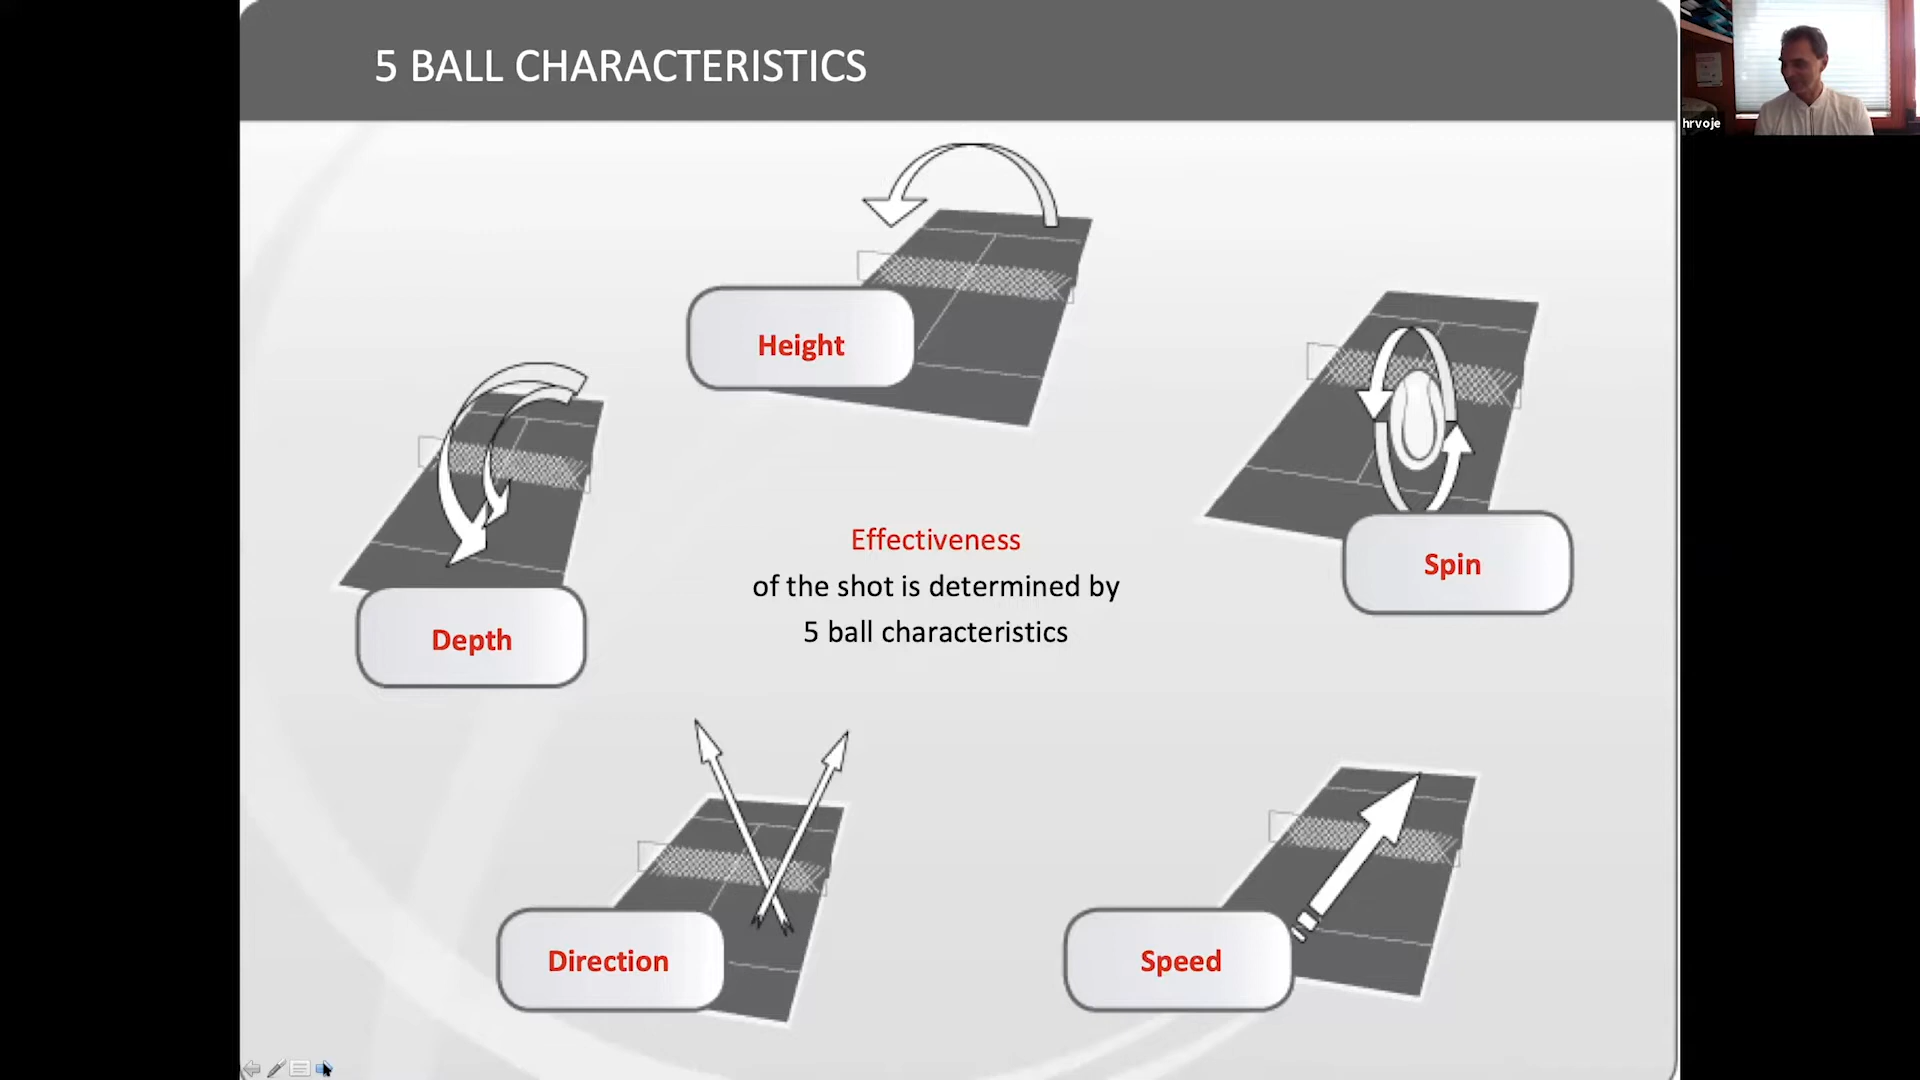 5 BALL CHARACTERISTICS
hrvoje
Height
Spin
Effectiveness
of the shot is determined by
5 ball characteristics
Depth
Direction
Speed